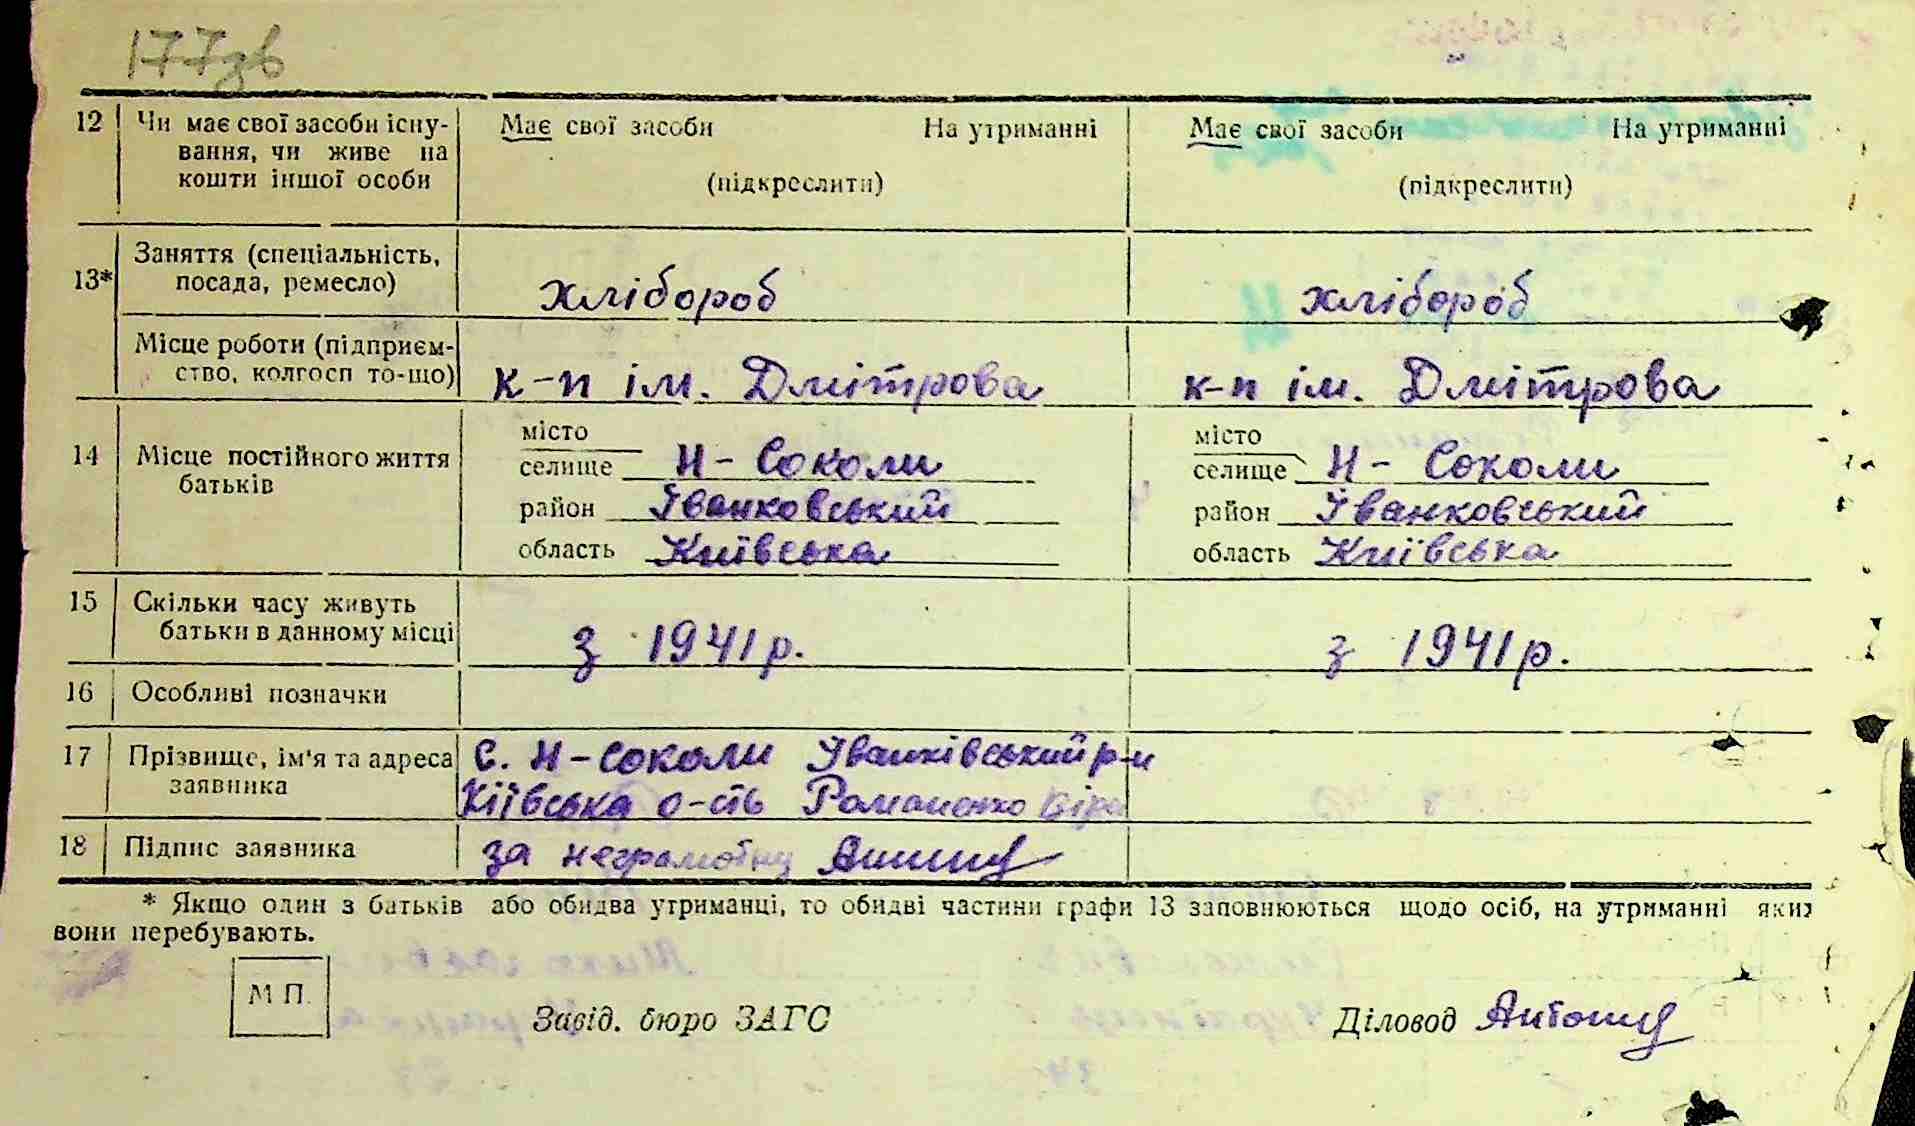 177зв
12 Чи має свої засоби існу- Має свої засоби На утриманні Має свої засоби На утриманні
вання, чи живе на
кошти іншої особи (підкреслити) (підкреслити)
Заняття (спеціальність,
13* посада, ремесло) хлібороб хлібороб
Місце роботи (підприєм-
ство, колгосп то-що) к-п ім. Дмітрова к-п ім. Дмітрова
місто місто
14 Місце постійного життя селище Н-Соколи селище Н-Соколи
батьків район Іванковський район Іванковський
область Київська область Київська
15 Скільки часу живуть
батьки в данному місці з 1941 р. з 1941 р.
16 Особливі позначки
17 Прізвище, ім'я та адреса с. Н-Соколи Іванківський р-н
заявника Київська о-сть Романенко Віра
18 Підпис заявника за неграмотну
* Якщо один з батьків або обидва утриманці, то обидві частини графи 13 заповнюються щодо осіб, на утриманні яких
вони перебувають.
М П.
Завід. бюро ЗАГС Діловод